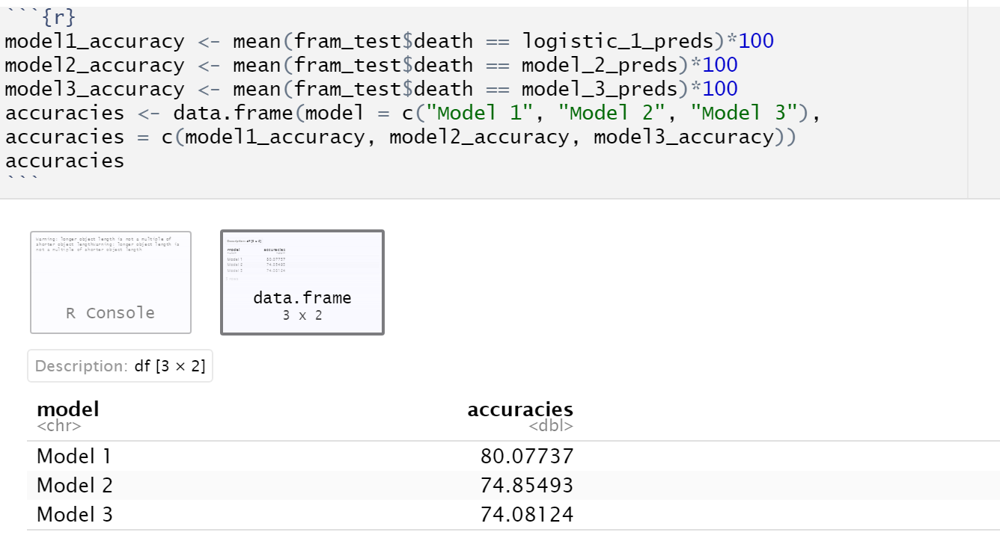 ```{r}
model1_accuracy <- mean(fram_test$death == logistic_1_preds)*100
model2_accuracy <- mean(fram_test$death == model_2_preds)*100
model3_accuracy <- mean(fram_test$death == model_3_preds)*100
accuracies <- data.frame(model = c("Model 1", "Model 2", "Model 3"),
accuracies = c(model1_accuracy, model2_accuracy, model3_accuracy))
accuracies
```
Warning: longer object length is not a multiple of
shorter object lengthWarning: longer object length is
not a multiple of shorter object length
R Console
Description: df [3 x 2]
model accuracies
<chr> <dbl>
Model 1 80.07737
Model 2 74.85493
Model 3 74.08124
3 rows
data.frame
3 x 2
Description: df [3 × 2]
model accuracies
<chr> <dbl>
Model 1 80.07737
Model 2 74.85493
Model 3 74.08124